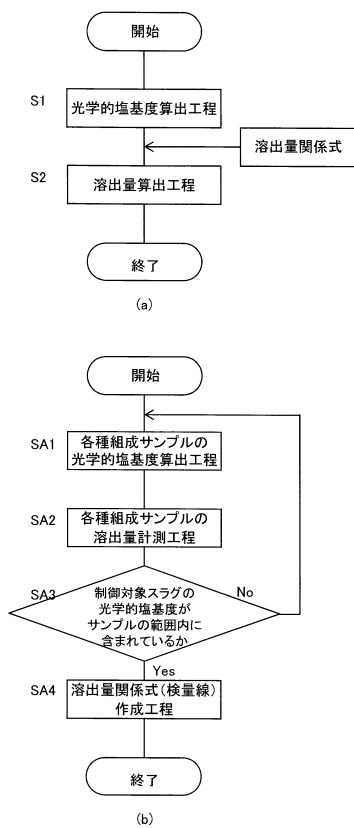 開始
S1
光学的塩基度算出工程
溶出量関係式
S2
溶出量算出工程
終了
(a)
開始
SA1
各種組成サンプルの
光学的塩基度算出工程
SA2
各種組成サンプルの
溶出量計測工程
SA3
制御対象スラグの
光学的塩基度が
サンプルの範囲内に
含まれているか
No
Yes
SA4
溶出量関係式(検量線)
作成工程
終了
(b)